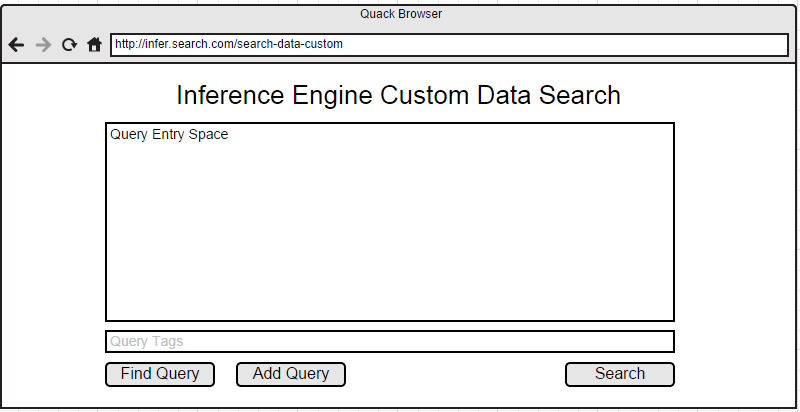 Quack Browser
http://infer.search.com/search-data-custom
Inference Engine Custom Data Search
Query Entry Space
Query Tags
Find Query
Add Query
Search